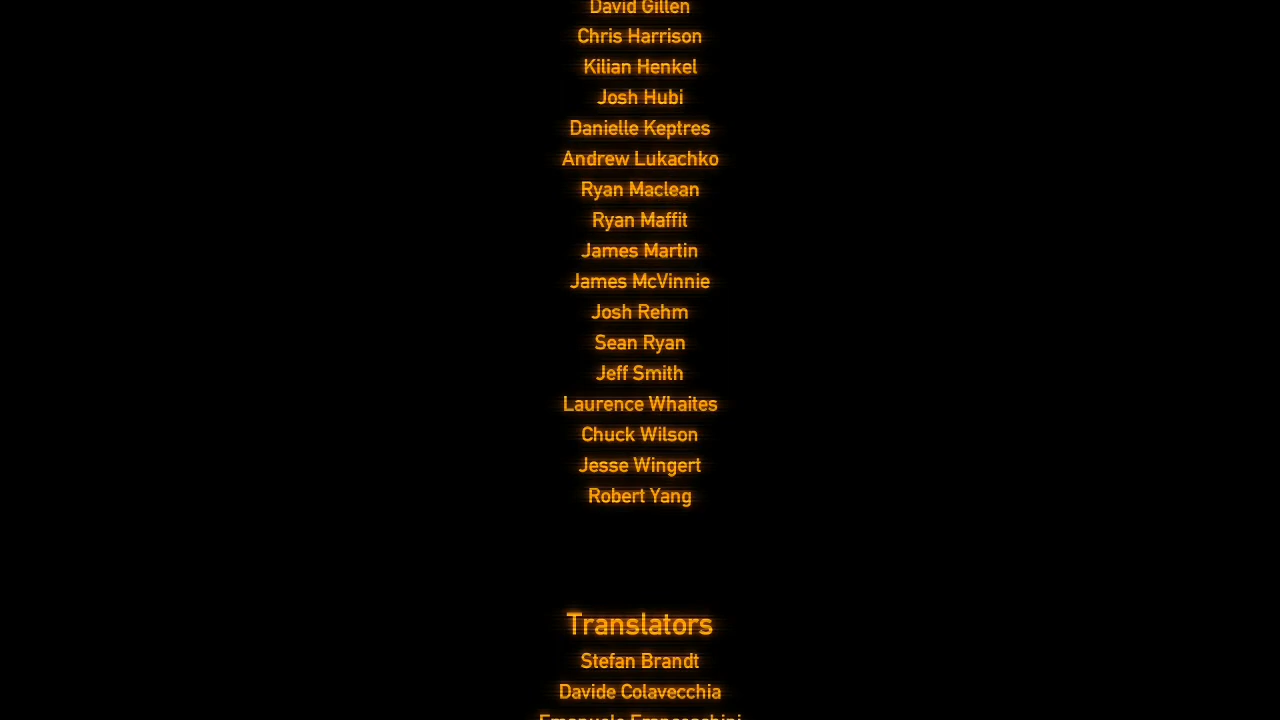 David Gillen
Chris Harrison
Kilian Henkel
Josh Hubi
Danielle Keptres
Andrew Lukachko
Ryan Maclean
Ryan Maffit
James Martin
James McVinnie
Josh Rehm
Sean Ryan
Jeff Smith
Laurence Whaites
Chuck Wilson
Jesse Wingert
Robert Yang
Translators
Stefan Brandt
Davide Colavecchia